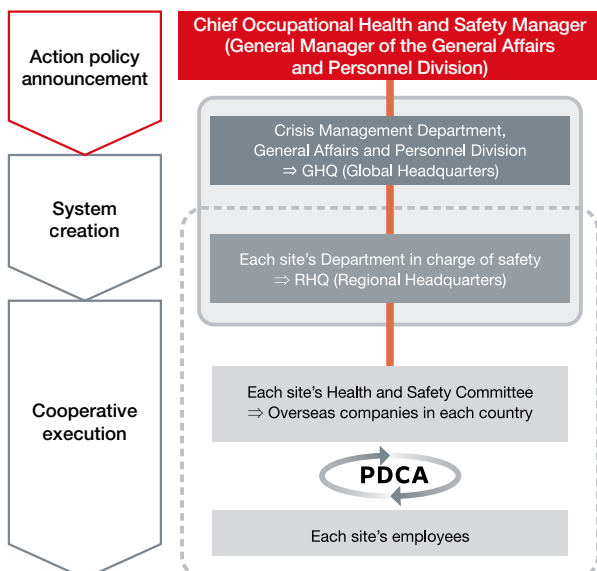 Action policy
announcement
Chief Occupational Health and Safety Manager
(General Manager of the General Affairs
and Personnel Division)
System
creation
Crisis Management Department,
General Affairs and Personnel Division
⇒ GHQ (Global Headquarters)
Each site's Department in charge of safety
⇒ RHQ (Regional Headquarters)
Cooperative
execution
Each site's Health and Safety Committee
⇒ Overseas companies in each country
PDCA
Each site's employees